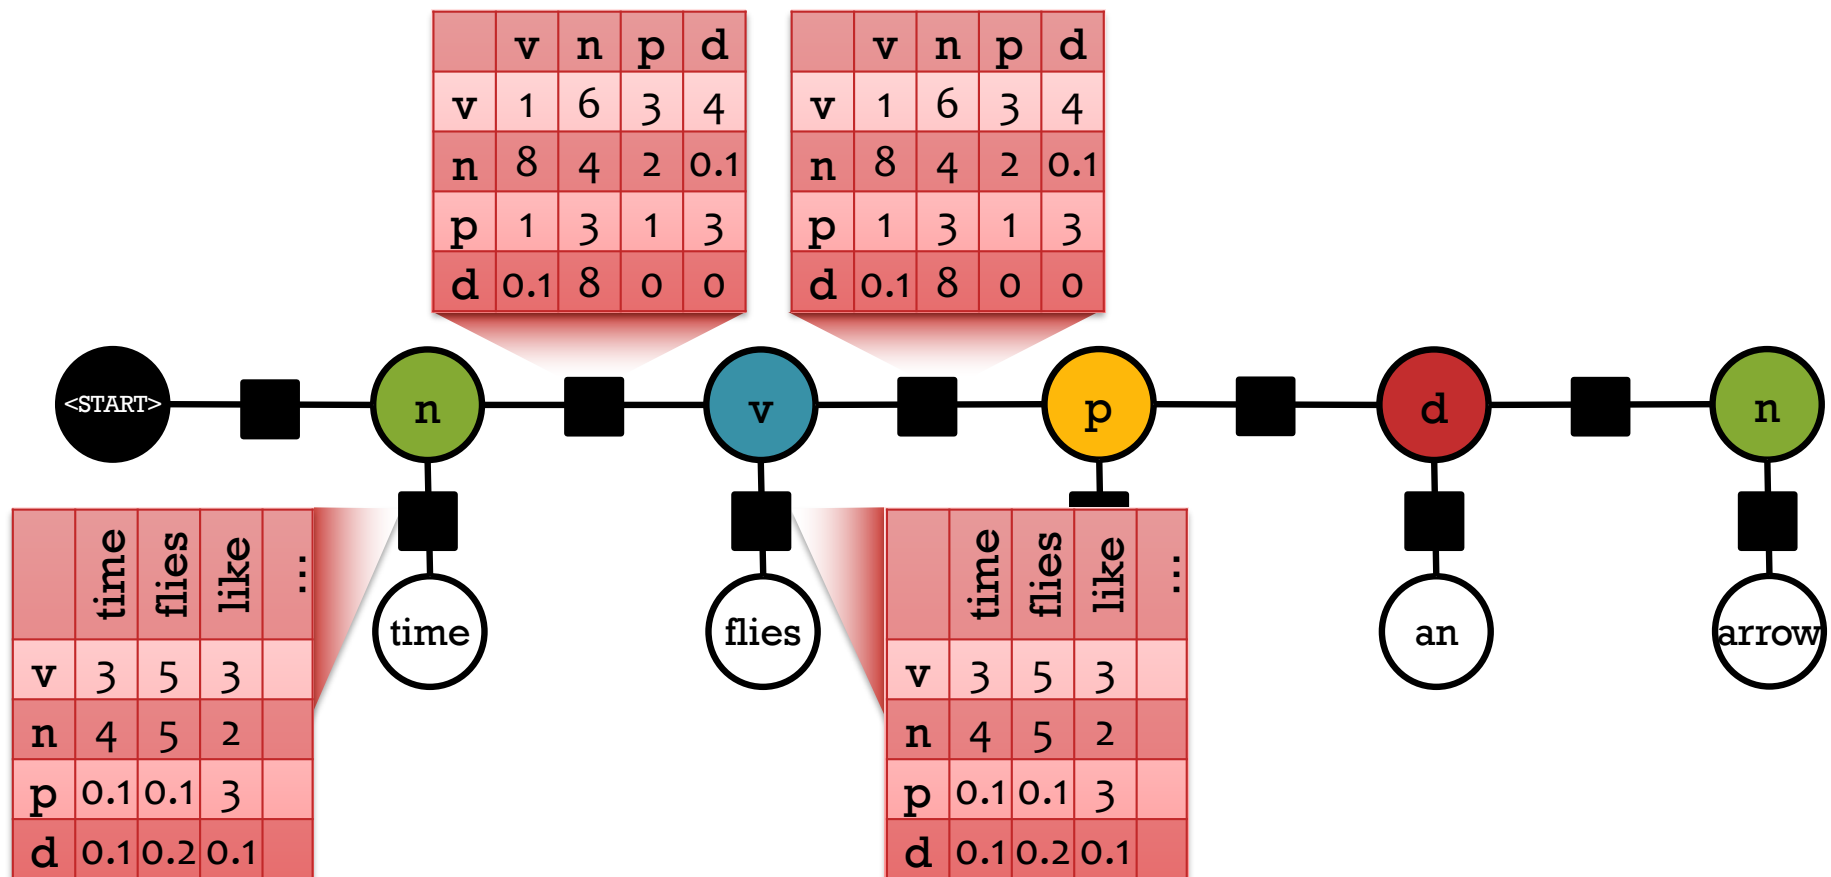 v n p d
v 1 6 3 4
n 8 4 2 0.1
p 1 3 1 3
d 0.1 8 0 0
v n p d
v 1 6 3 4
n 8 4 2 0.1
p 1 3 1 3
d 0.1 8 0 0
<START> n v p d n
time flies like ...
v 3 5 3
n 4 5 2
p 0.1 0.1 3
d 0.1 0.2 0.1
time
flies
time flies like ...
v 3 5 3
n 4 5 2
p 0.1 0.1 3
d 0.1 0.2 0.1
an
arrow